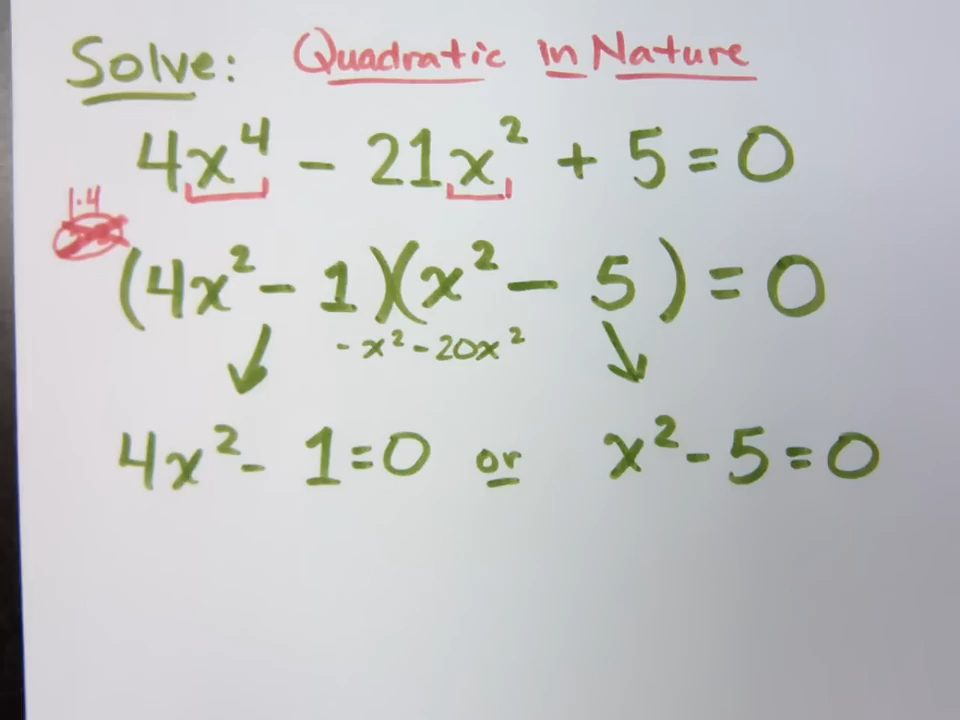 Solve: Quadratic in Nature
4x⁴ - 21x² + 5 = 0
1·4
(4x² - 1)(x² - 5) = 0
-x² - 20x²
4x² - 1 = 0 or x² - 5 = 0